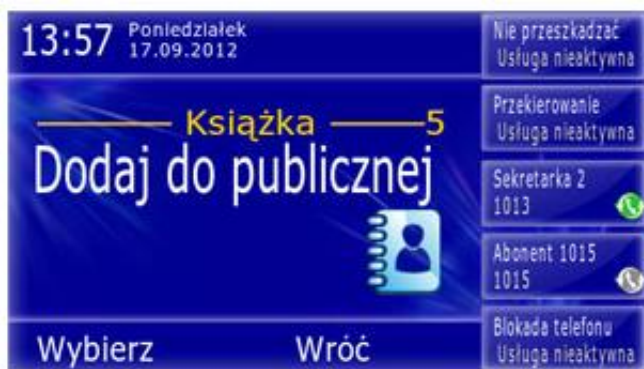 13:57 Poniedziałek
17.09.2012
Książka 5
Dodaj do publicznej
Wybierz Wróć
Nie przeszkadzać
Usługa nieaktywna
Przekierowanie
Usługa nieaktywna
Sekretarka 2
1013
Abonent 1015
1015
Blokada telefonu
Usługa nieaktywna